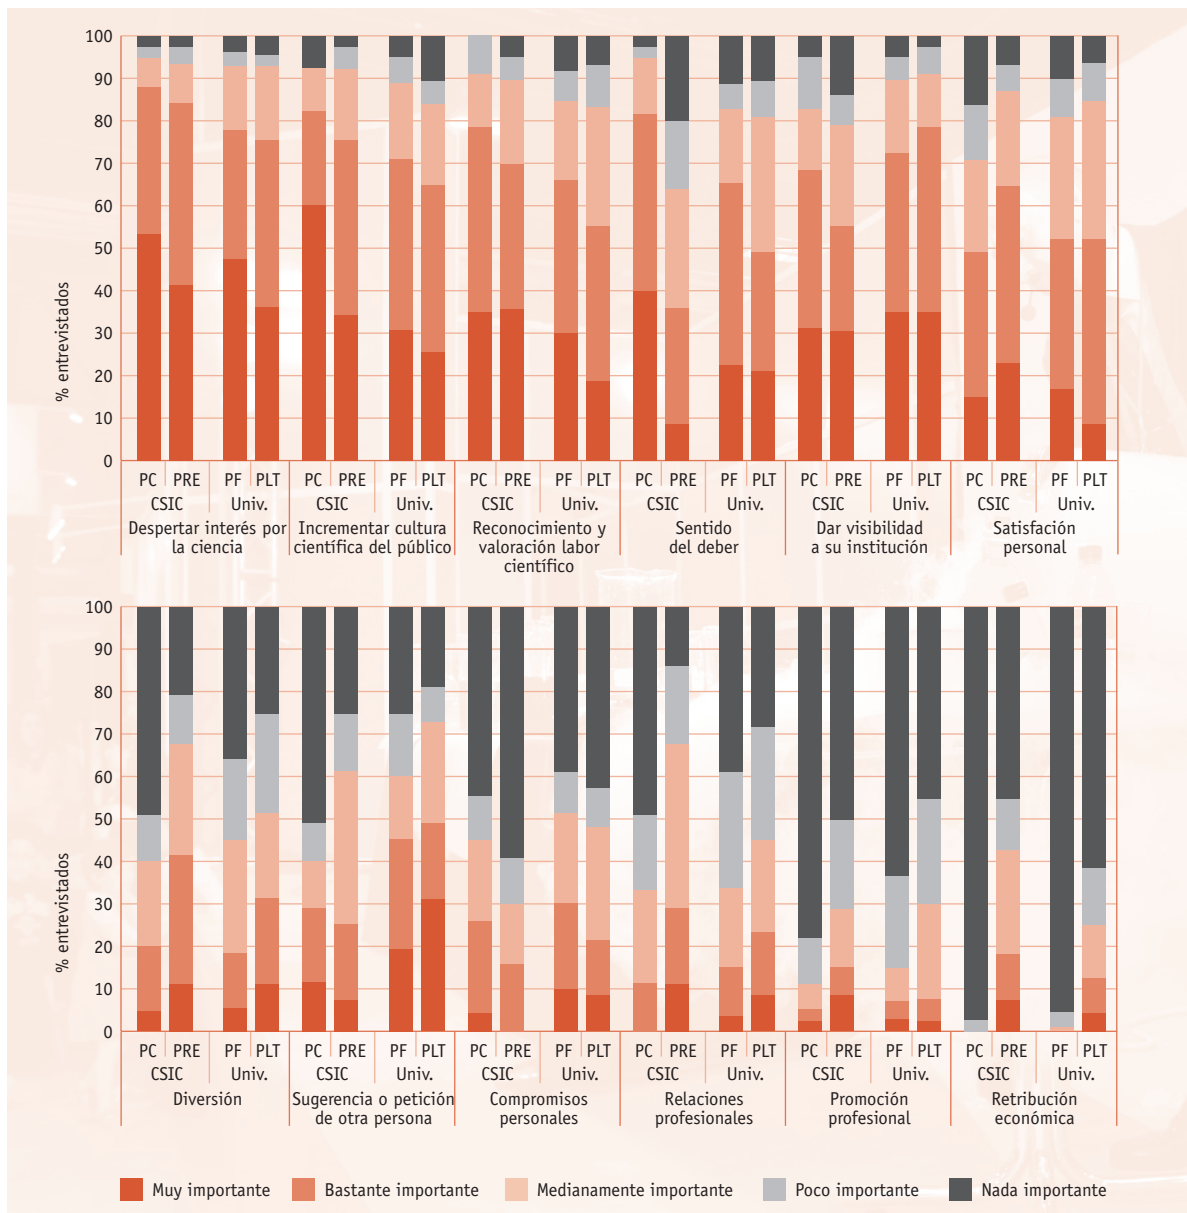 % entrevistados
100
90
80
70
60
50
40
30
20
10
0
PC PRE PF PLT PC PRE PF PLT PC PRE PF PLT PC PRE PF PLT PC PRE PF PLT PC PRE PF PLT
CSIC Univ. CSIC Univ. CSIC Univ. CSIC Univ. CSIC Univ. CSIC Univ.
Despertar interés por
la ciencia
Incrementar cultura
científica del público
Reconocimiento y
valoración labor
científico
Sentido
del deber
Dar visibilidad
a su institución
Satisfación
personal
% entrevistados
100
90
80
70
60
50
40
30
20
10
0
PC PRE PF PLT PC PRE PF PLT PC PRE PF PLT PC PRE PF PLT PC PRE PF PLT PC PRE PF PLT
CSIC Univ. CSIC Univ. CSIC Univ. CSIC Univ. CSIC Univ. CSIC Univ.
Diversión
Sugerencia o petición
de otra persona
Compromisos
personales
Relaciones
profesionales
Promoción
profesional
Retribución
económica
Muy importante Bastante importante Medianamente importante Poco importante Nada importante